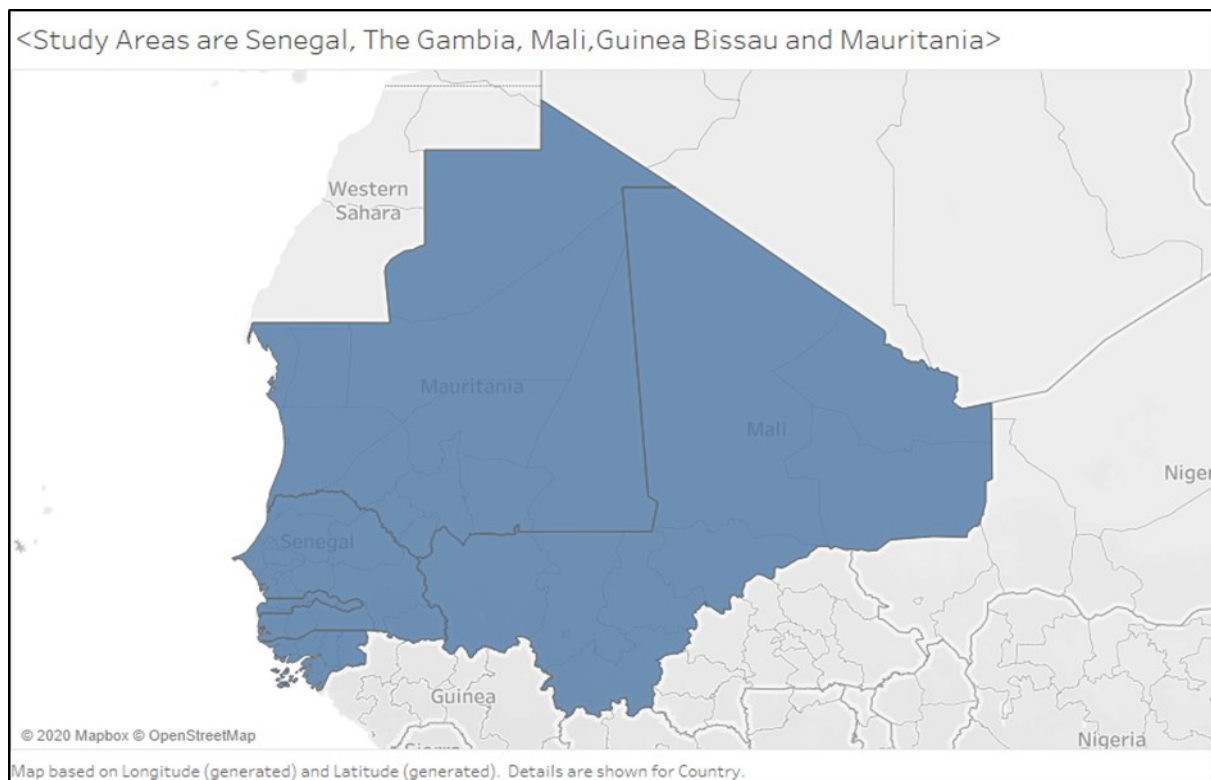 <Study Areas are Senegal, The Gambia, Mali,Guinea Bissau and Mauritania>
Western
Sahara
Mauritania
Mali
Niger
Senegal
Guinea
Nigeria
© 2020 Mapbox © OpenStreetMap
Map based on Longitude (generated) and Latitude (generated). Details are shown for Country.